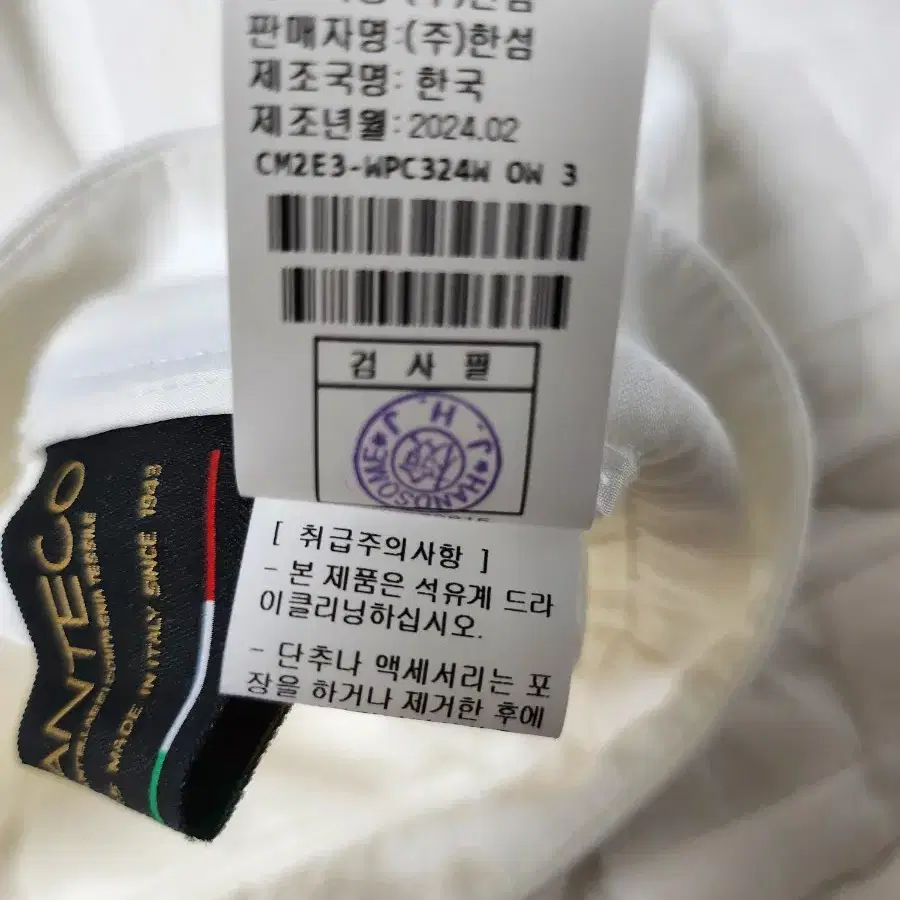 판매자명:(주)한섬
제조국명: 한국
제조년월: 2024.02
CM2E3-WPC324W OW 3
검 사 필
J.H.J
HANDSOME
[ 취급주의사항 ]
- 본 제품은 석유계 드라
이클리닝하십시오.
- 단추나 액세서리는 포
장을 하거나 제거한 후에
ANTECO
MADE IN ITALY SINCE 1943